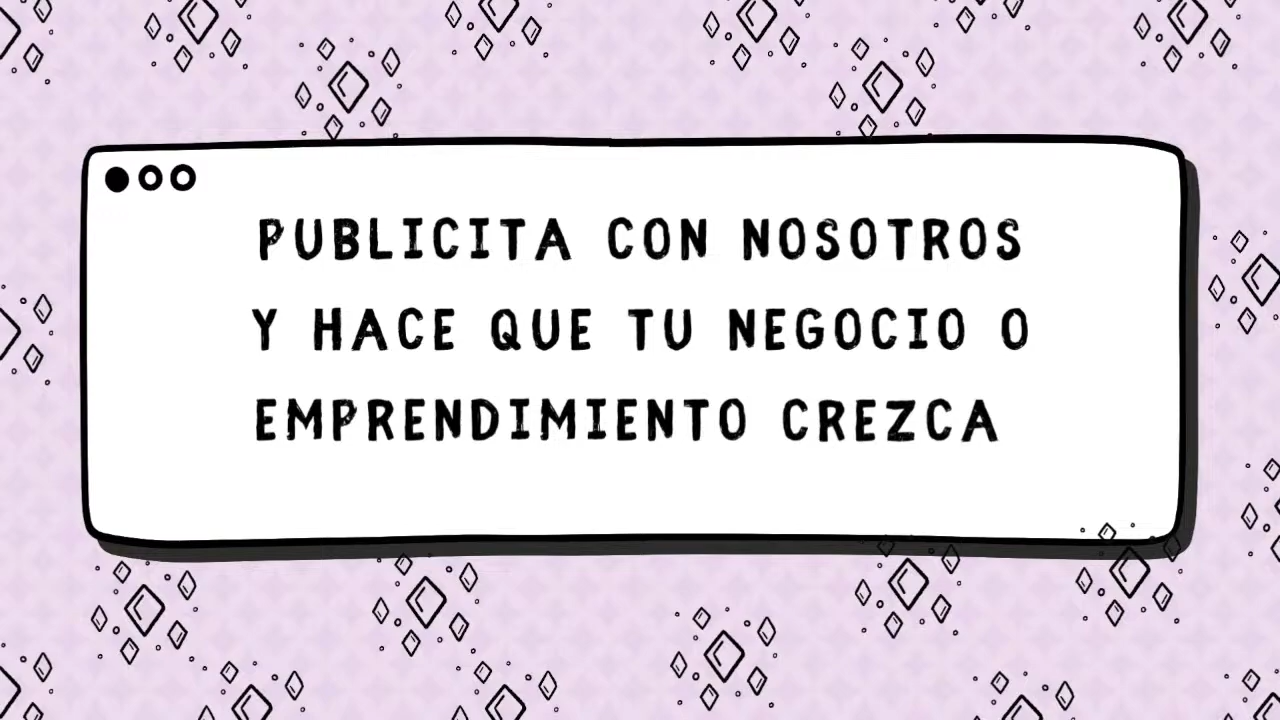 PUBLICITA CON NOSOTROS
Y HACE QUE TU NEGOCIO O
EMPRENDIMIENTO CREZCA